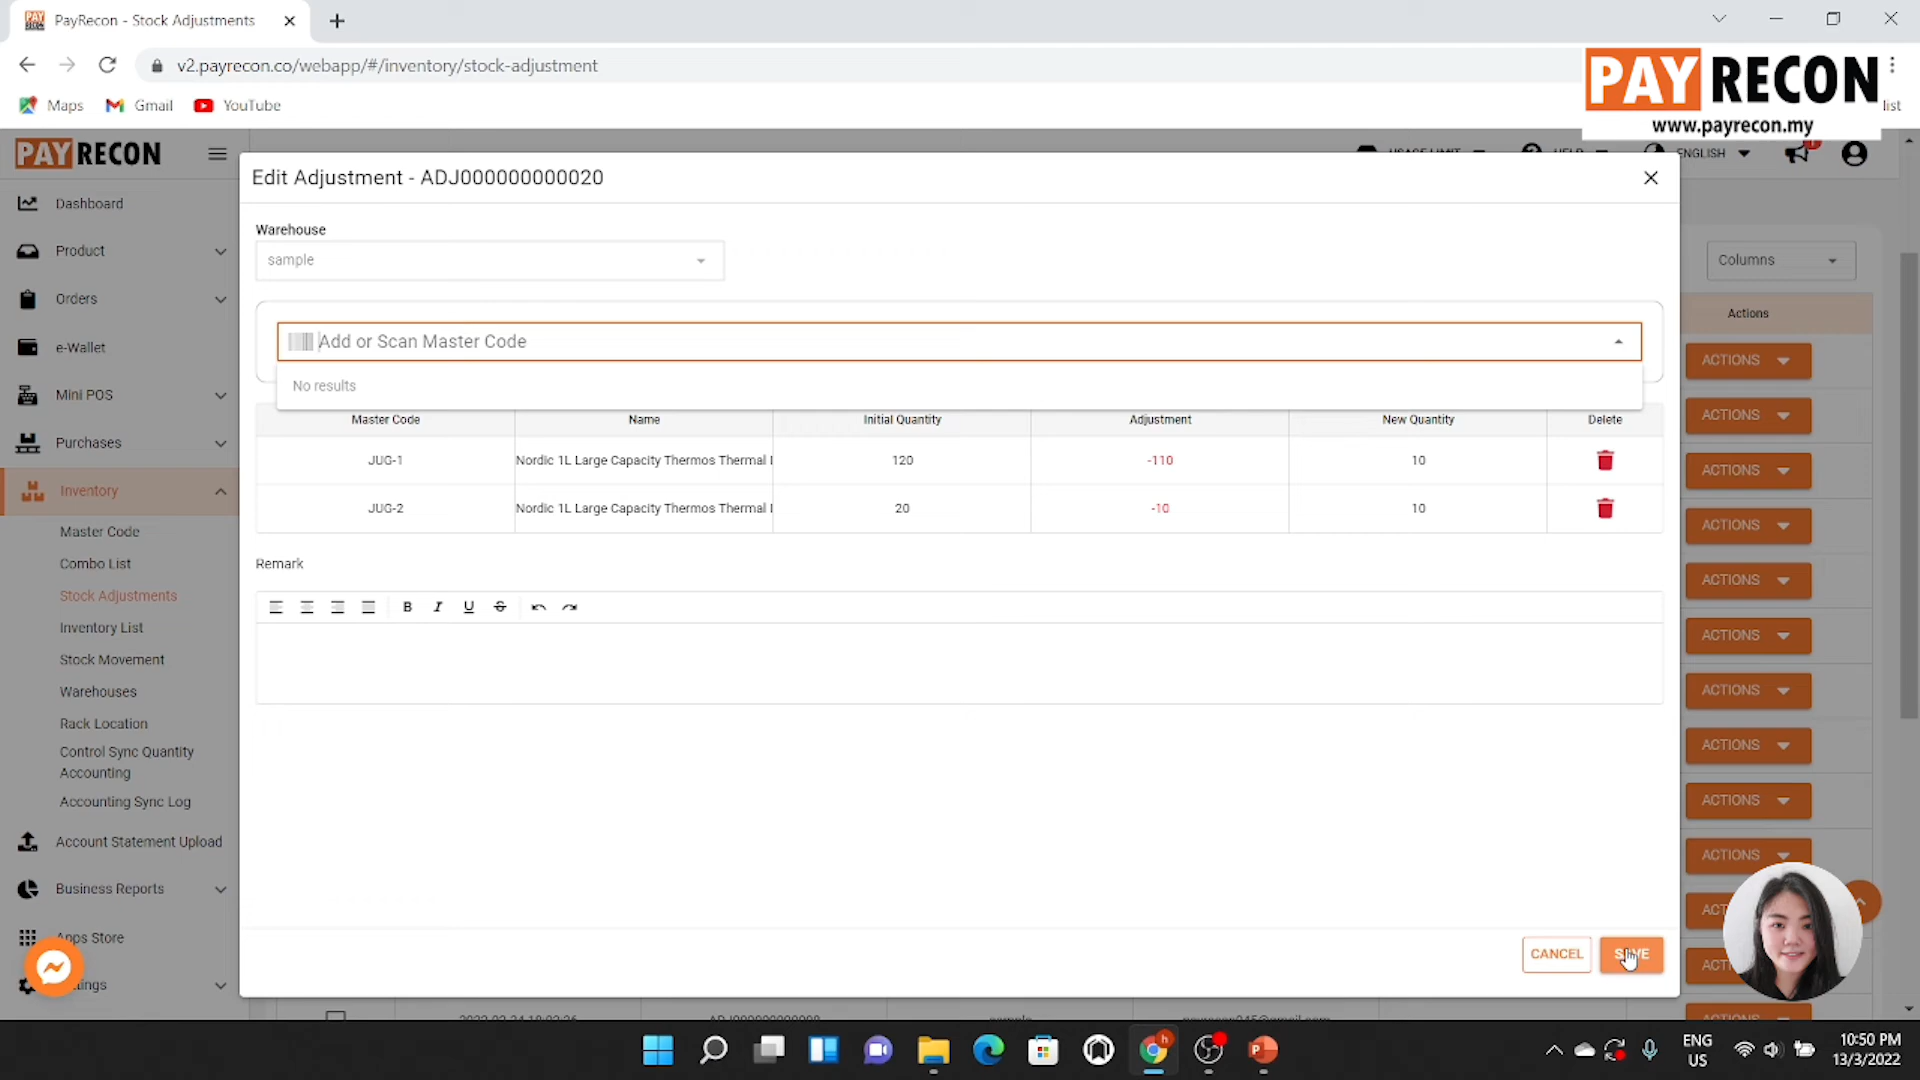 PayRecon - Stock Adjustments
v2.payrecon.co/webapp/#/inventory/stock-adjustment
PAY RECON
www.payrecon.my
list
Maps
Gmail
YouTube
PAYRECON
USAGE LIMIT
HELP
ENGLISH
Edit Adjustment - ADJ000000000020
Dashboard
Product
Orders
e-Wallet
Mini POS
Purchases
Inventory
Master Code
Combo List
Stock Adjustments
Inventory List
Stock Movement
Warehouses
Rack Location
Control Sync Quantity
Accounting
Accounting Sync Log
Account Statement Upload
Business Reports
Apps Store
Warehouse
sample
Add or Scan Master Code
No results
Master Code Name Initial Quantity Adjustment New Quantity Delete
JUG-1 Nordic 1L Large Capacity Thermos Thermal 120 -110 10
JUG-2 Nordic 1L Large Capacity Thermos Thermal 20 -10 10
Remark
B I U S
CANCEL
SAVE
Columns
Actions
ACTIONS
ACTIONS
ACTIONS
ACTIONS
ACTIONS
ACTIONS
ACTIONS
ACTIONS
ACTIONS
ACTIONS
ENG
US
10:50 PM
13/3/2022